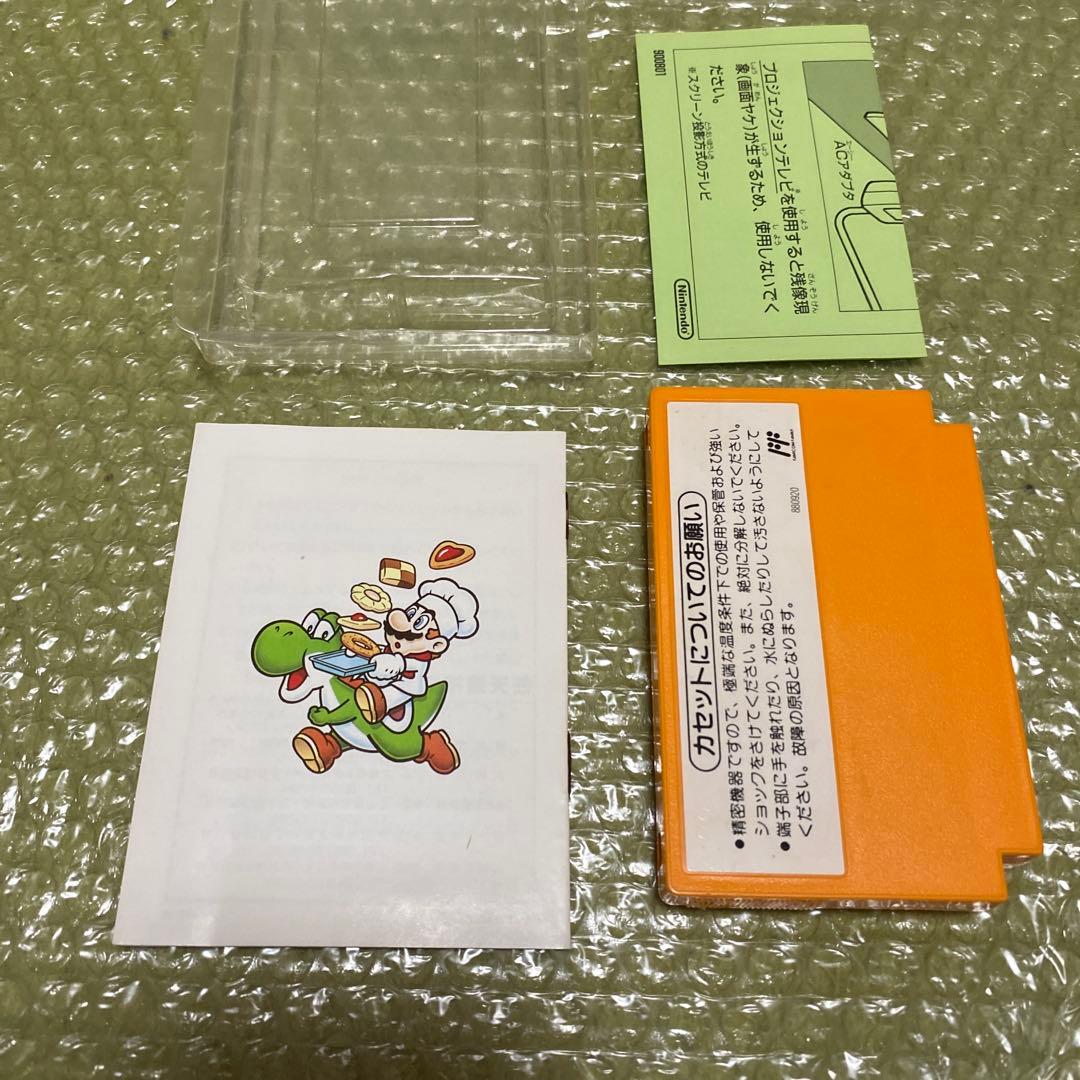 900801
プロジェクションテレビを使用すると残像現
象(画面ヤケ)が生するため、使用しないでく
ださい。
※スクリーン投影方式のテレビ
ACアダプタ
Nintendo
カセットについてのお願い
●精密機器ですので、極端な温度条件下での使用や保管および強い
ショックをさけてください。また、絶対に分解しないでください。
●端子部に手を触れたり、水にぬらしたりして汚さないようにして
ください。故障の原因となります。
880920